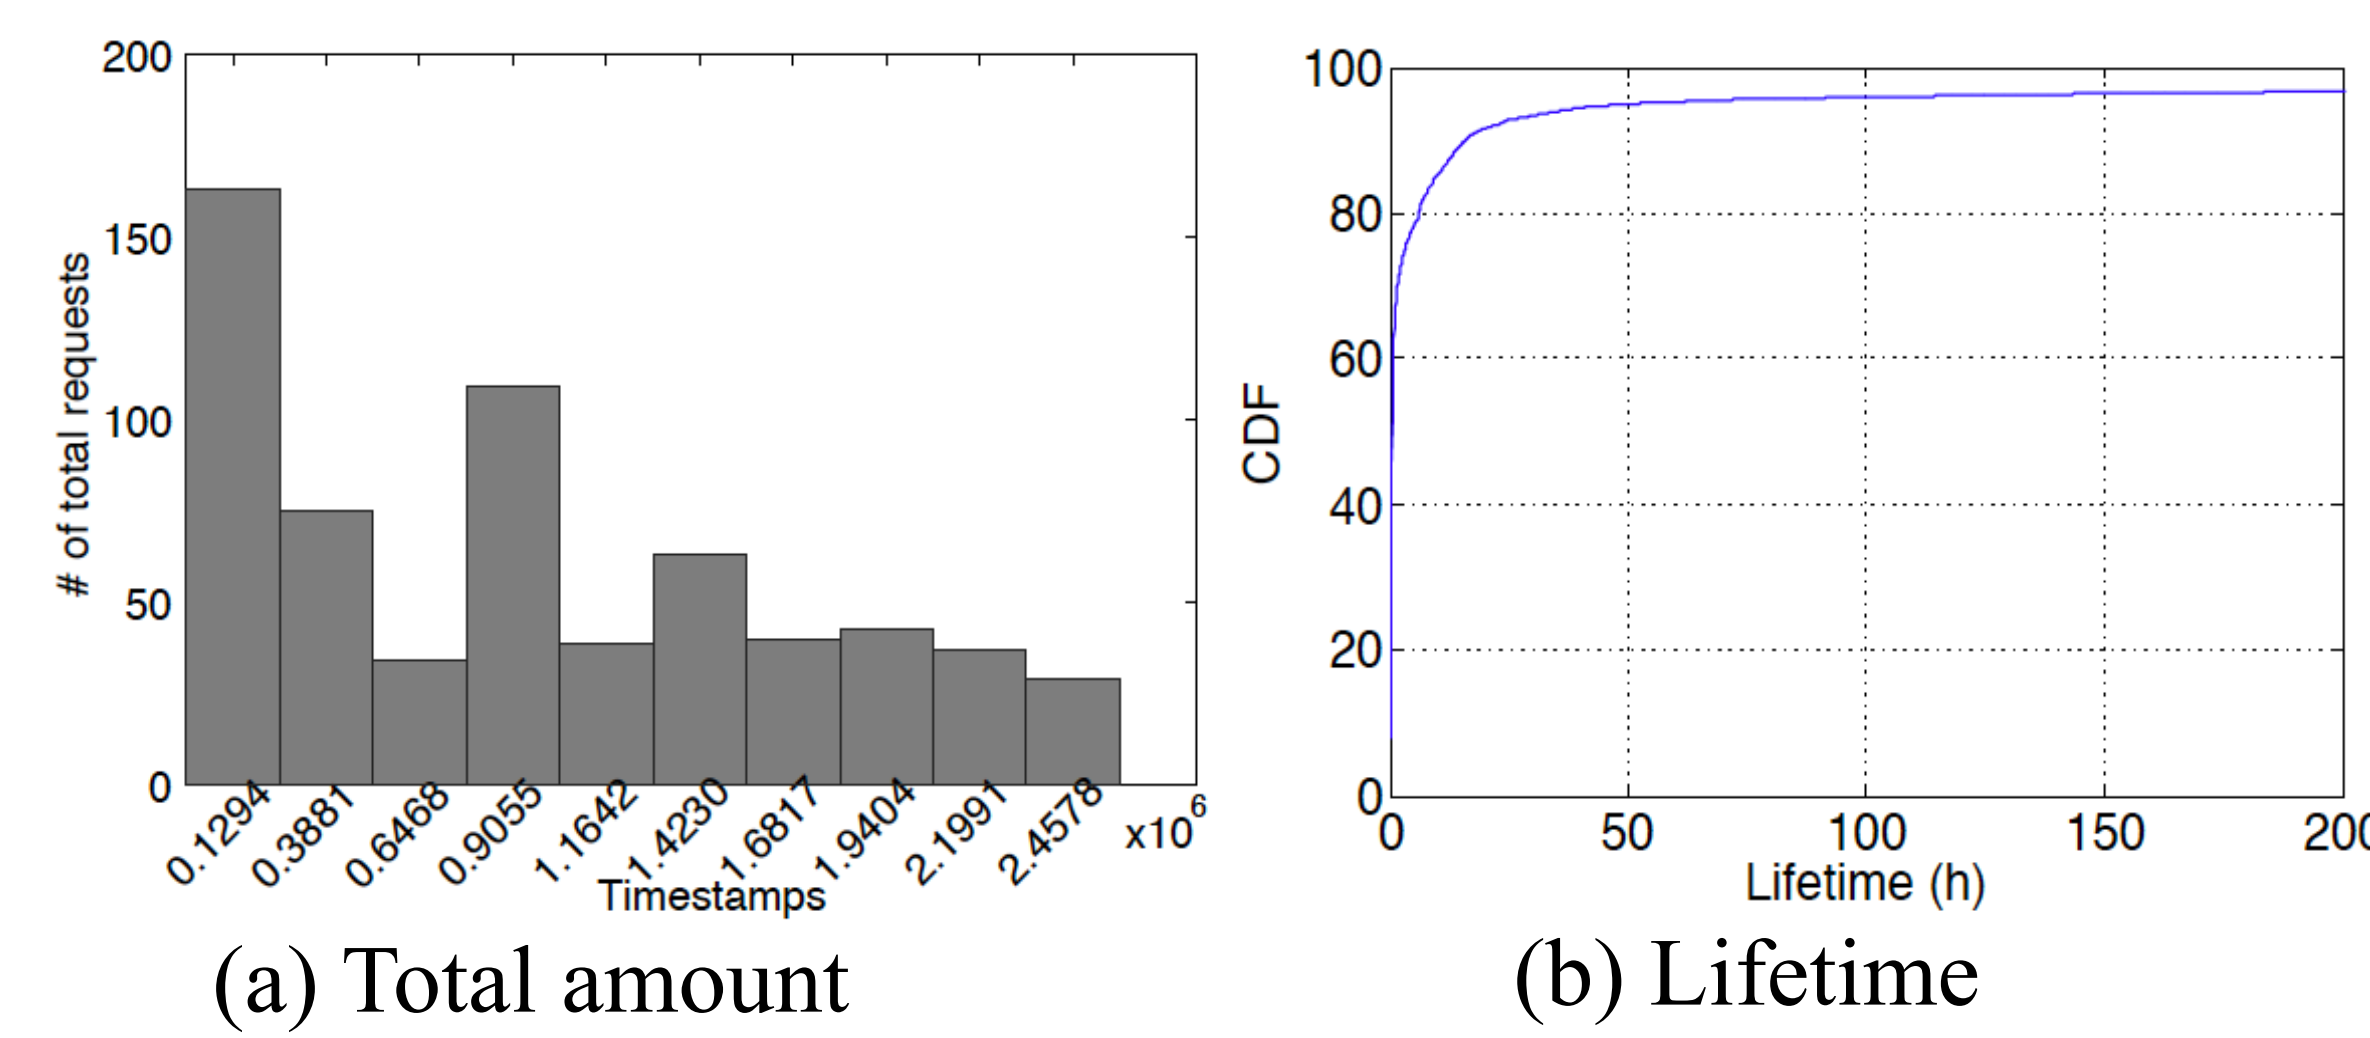 200
150
100
50
0
# of total requests
0.1294 0.3881 0.6468 0.9055 1.1642 1.4230 1.6817 1.9404 2.1991 2.4578
x10^6
Timestamps
(a) Total amount
100
80
60
40
20
0
CDF
0 50 100 150 200
Lifetime (h)
(b) Lifetime